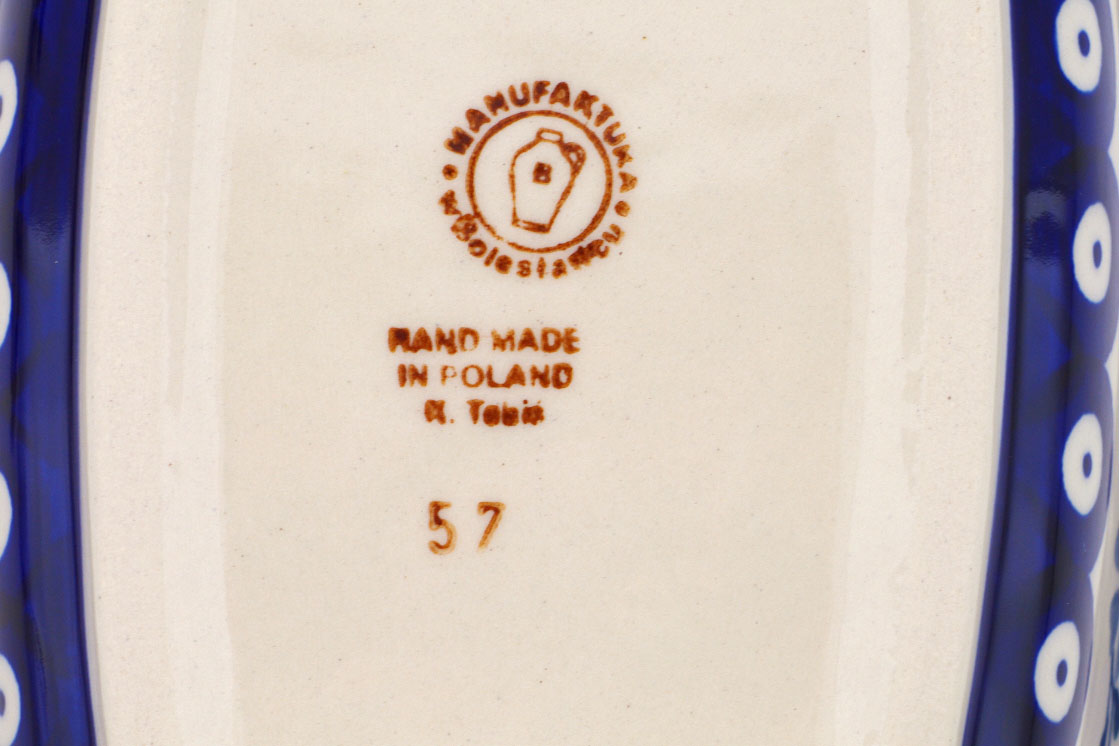 MANUFAKTURA
w Bolesławcu
B
HAND MADE
IN POLAND
57